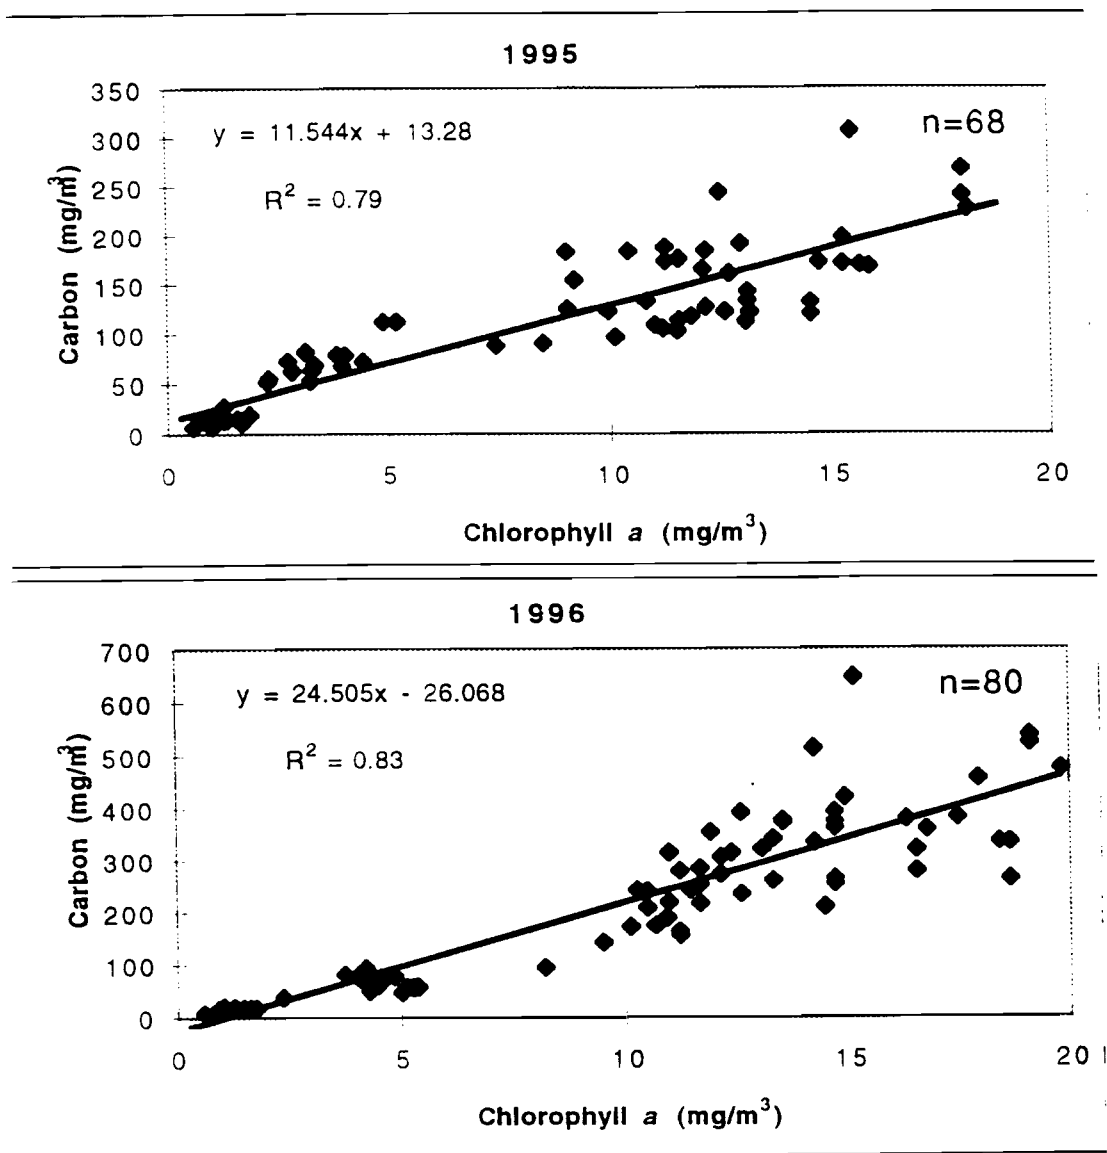 1995
350
300
250
200
150
100
50
0
Carbon (mg/m³)
y = 11.544x + 13.28
R² = 0.79
n=68
0 5 10 15 20
Chlorophyll a (mg/m³)
1996
700
600
500
400
300
200
100
0
Carbon (mg/m³)
y = 24.505x - 26.068
R² = 0.83
n=80
0 5 10 15 20
Chlorophyll a (mg/m³)